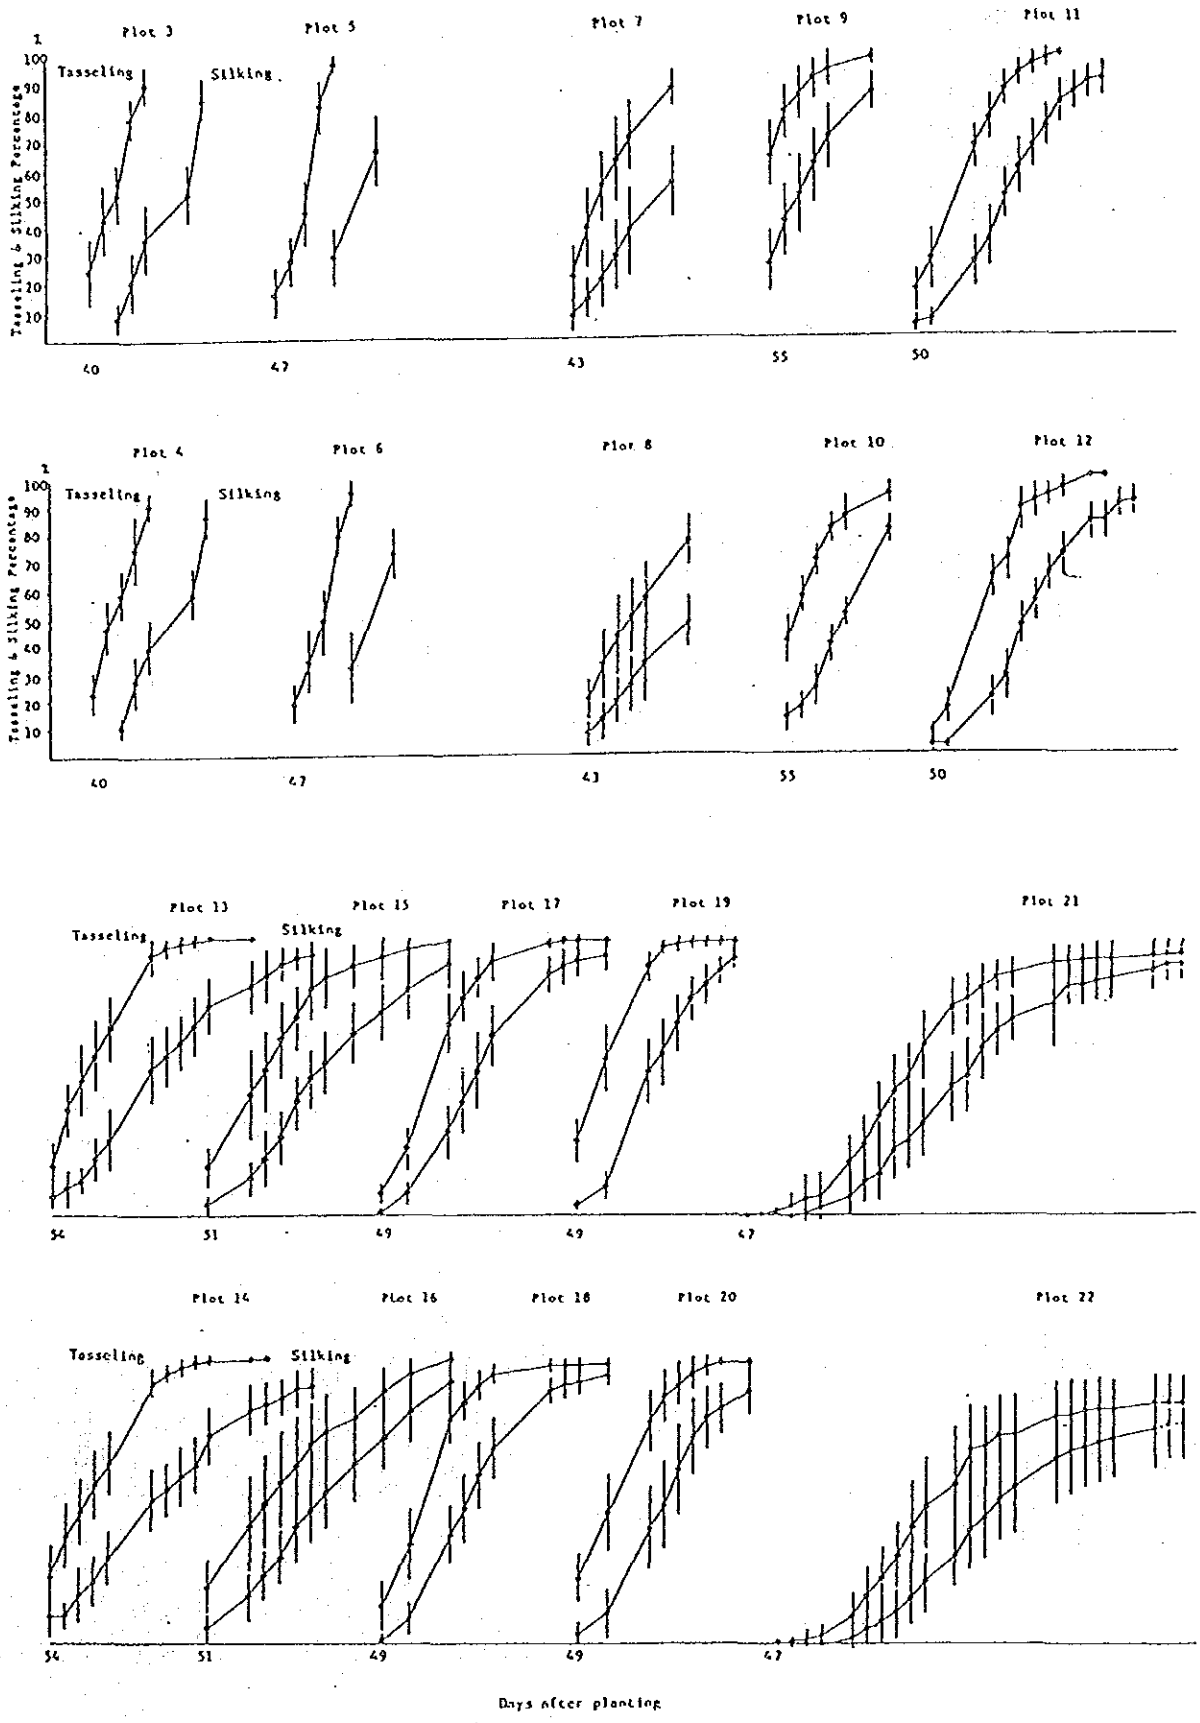 Plot 3 Plot 5 Plot 7 Plot 9 Plot 11
%
100
Tasseling Silking
90
80
70
60
50
40
30
20
10
Tasseling & Silking Percentage
40 47 43 55 50
Plot 4 Plot 6 Plot 8 Plot 10 Plot 12
%
100
Tasseling Silking
90
80
70
60
50
40
30
20
10
Tasseling & Silking Percentage
40 47 43 55 50
Plot 13 Plot 15 Plot 17 Plot 19 Plot 21
Tasseling Silking
54 51 49 49 47
Plot 14 Plot 16 Plot 18 Plot 20 Plot 22
Tasseling Silking
54 51 49 49 47
Days after planting